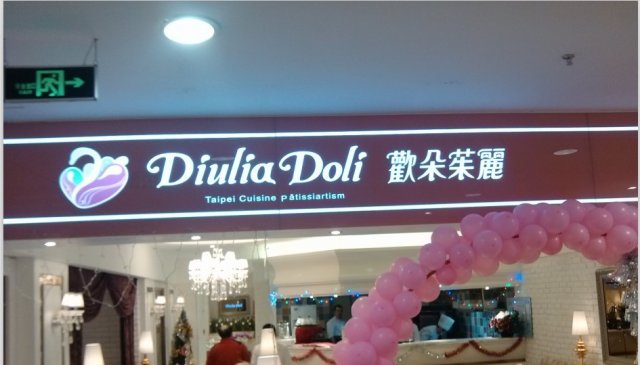 Diulia Doli 歡朵茱麗
Taipei Cuisine pâtissiartism